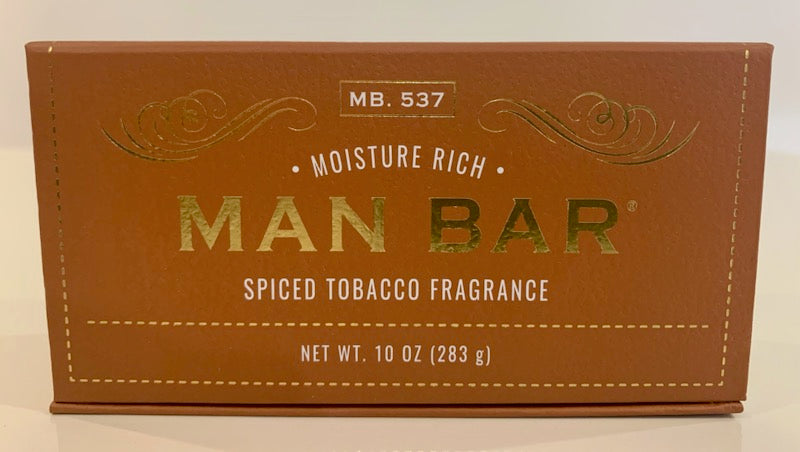 MB. 537
• MOISTURE RICH •
MAN BAR®
SPICED TOBACCO FRAGRANCE
NET WT. 10 OZ (283 g)